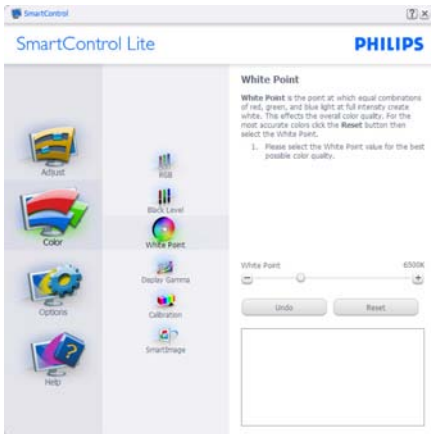 SmartControl
SmartControl Lite
PHILIPS
Adjust
Color
Options
Help
RGB
Black Level
White Point
Display Gamma
Calibration
SmartImage
White Point
White Point is the point at which equal combinations
of red, green, and blue light at full intensity create
white. This effects the overall color quality. For the
most accurate colors click the Reset button then
select the White Point.
1. Please select the White Point value for the best
possible color quality.
White Point 6500K
Undo Reset